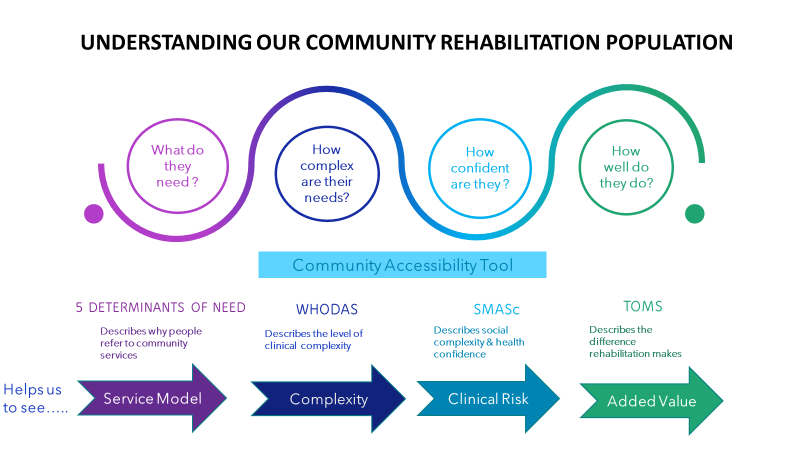 UNDERSTANDING OUR COMMUNITY REHABILITATION POPULATION
What do
they
need ?
How
complex
are their
needs?
How
confident
are they ?
How
well do
they do?
Community Accessibility Tool
5 DETERMINANTS OF NEED
Describes why people
refer to community
services
WHODAS
Describes the level of
clinical complexity
SMASc
Describes social
complexity & health
confidence
TOMS
Describes the
difference
rehabilitation makes
Helps us
to see…..
Service Model
Complexity
Clinical Risk
Added Value